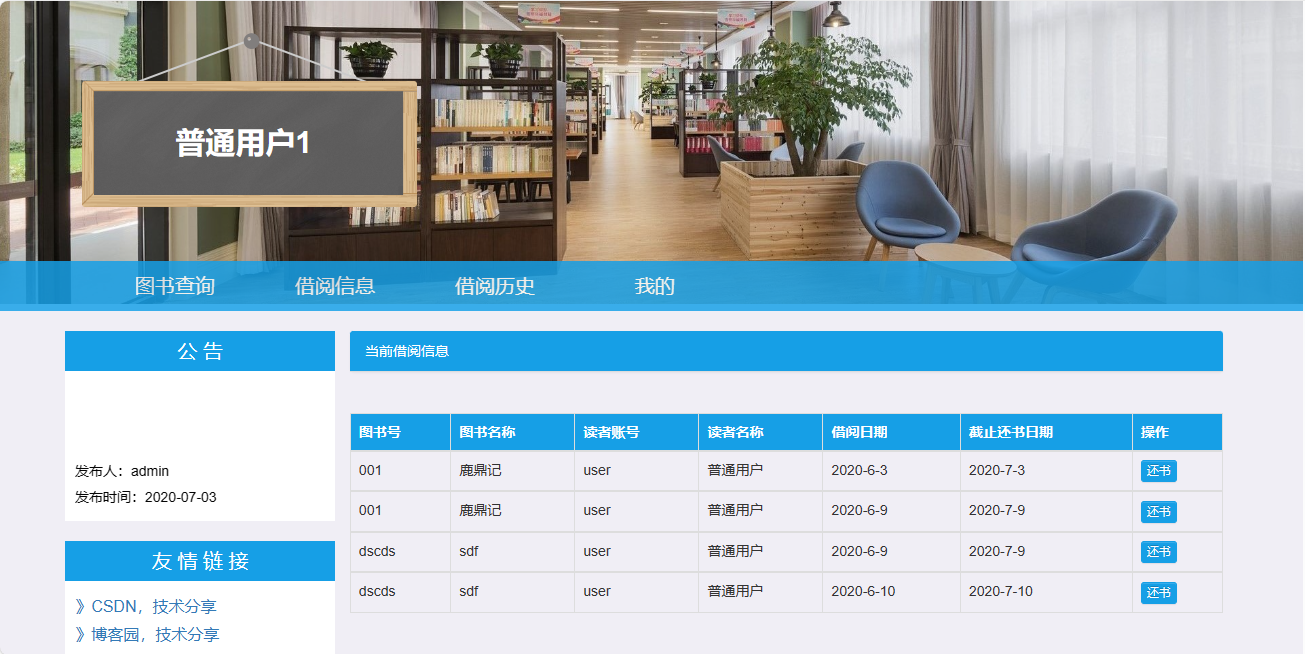 普通用户1
图书查询 借阅信息 借阅历史 我的
公 告
发布人：admin
发布时间：2020-07-03
友 情 链 接
》CSDN，技术分享
》博客园，技术分享
当前借阅信息
图书号 图书名称 读者账号 读者名称 借阅日期 截止还书日期 操作
001 鹿鼎记 user 普通用户 2020-6-3 2020-7-3 还书
001 鹿鼎记 user 普通用户 2020-6-9 2020-7-9 还书
dscds sdf user 普通用户 2020-6-9 2020-7-9 还书
dscds sdf user 普通用户 2020-6-10 2020-7-10 还书